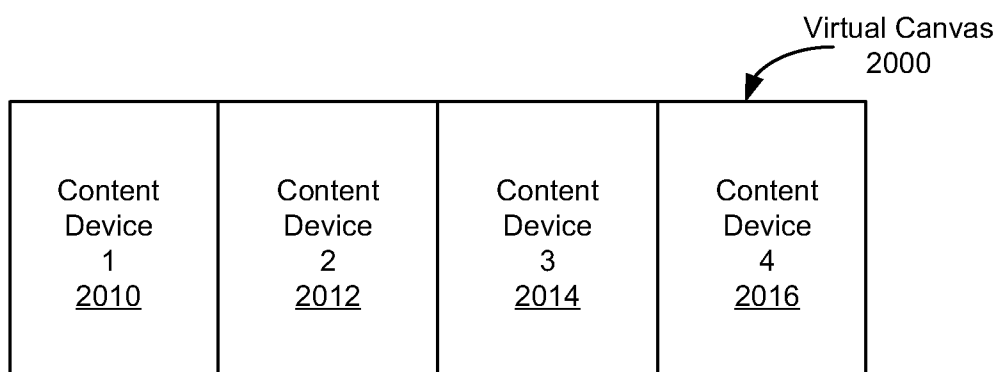 Virtual Canvas
2000
Content
Device
1
2010
Content
Device
2
2012
Content
Device
3
2014
Content
Device
4
2016